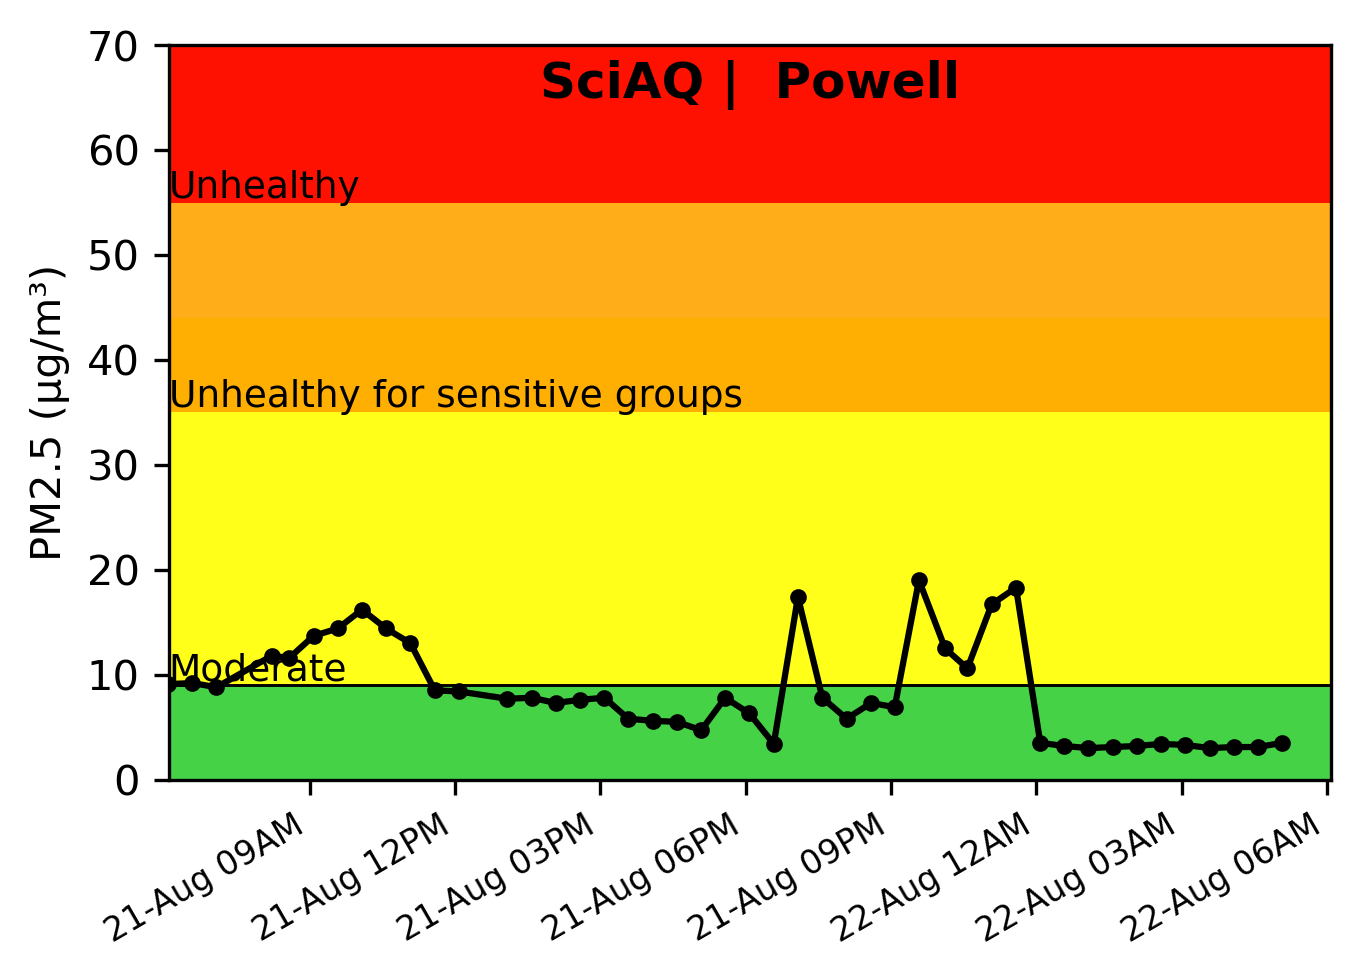 SciAQ |  Powell
70
60
50
40
30
20
10
0
PM2.5 (µg/m³)
Unhealthy
Unhealthy for sensitive groups
Moderate
21-Aug 09AM
21-Aug 12PM
21-Aug 03PM
21-Aug 06PM
21-Aug 09PM
22-Aug 12AM
22-Aug 03AM
22-Aug 06AM